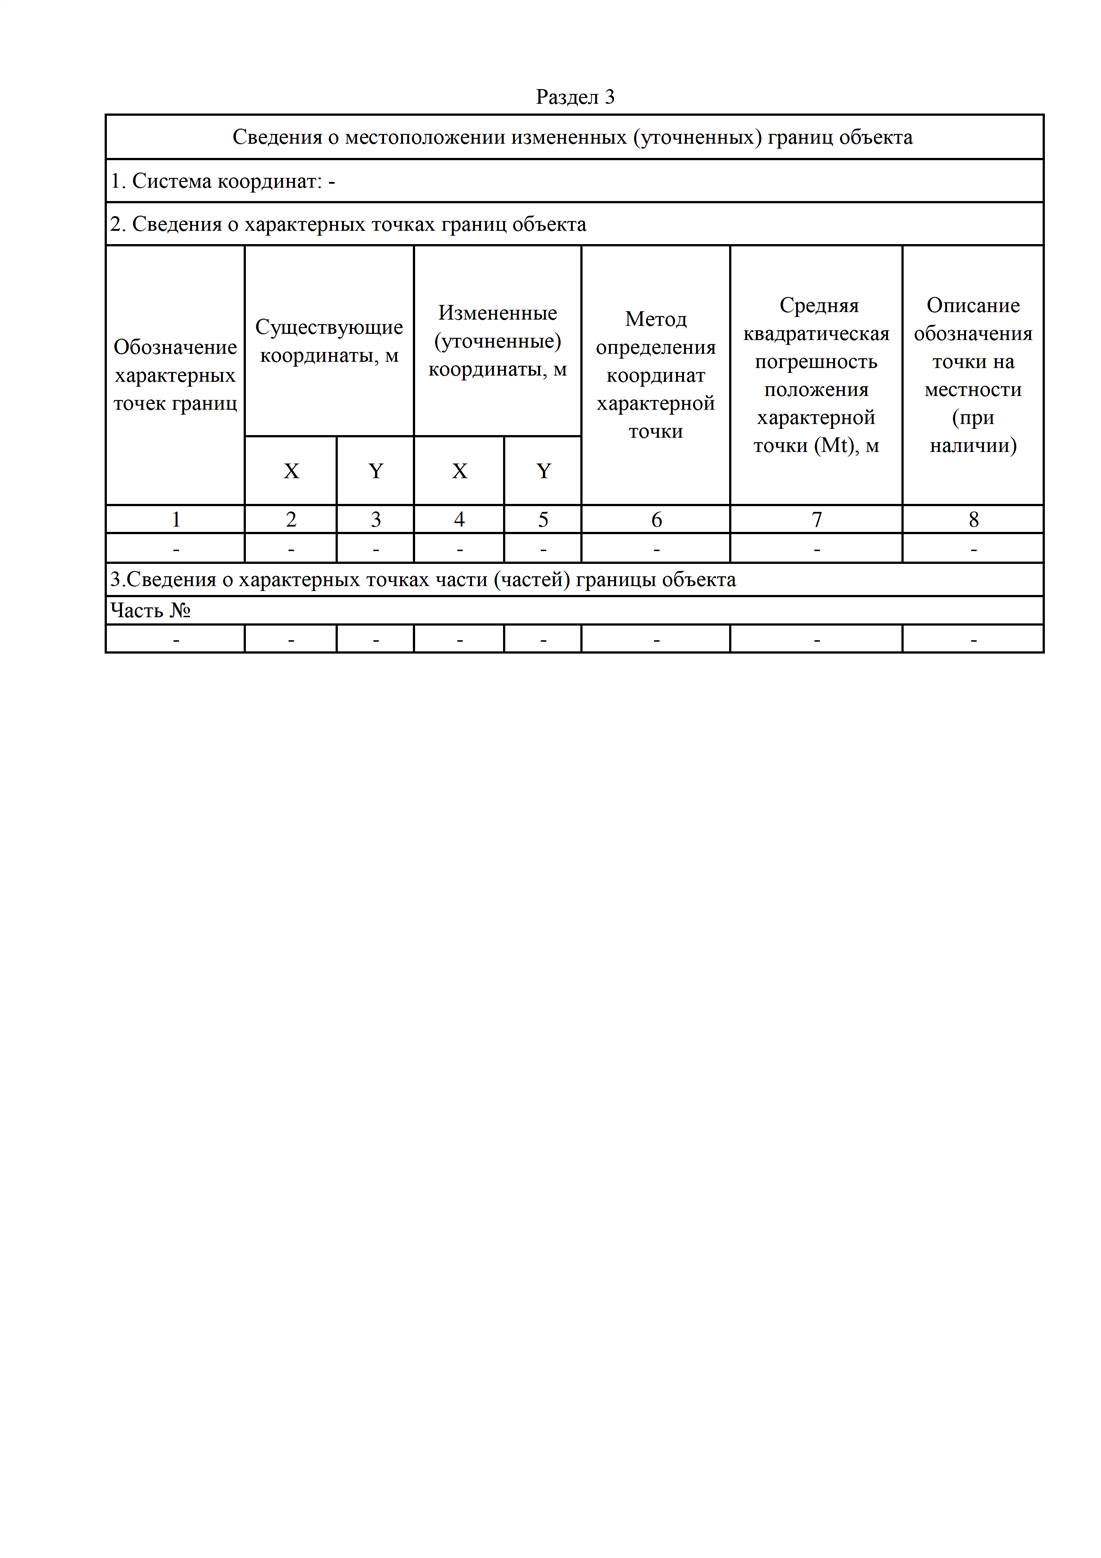 Раздел 3
Сведения о местоположении измененных (уточненных) границ объекта
1. Система координат: -
2. Сведения о характерных точках границ объекта
Обозначение
характерных
точек границ
Существующие
координаты, м
Измененные
(уточненные)
координаты, м
Метод
определения
координат
характерной
точки
Средняя
квадратическая
погрешность
положения
характерной
точки (Mt), м
Описание
обозначения
точки на
местности
(при
наличии)
X Y X Y
1 2 3 4 5 6 7 8
- - - - - - - -
3.Сведения о характерных точках части (частей) границы объекта
Часть №
- - - - - - - -